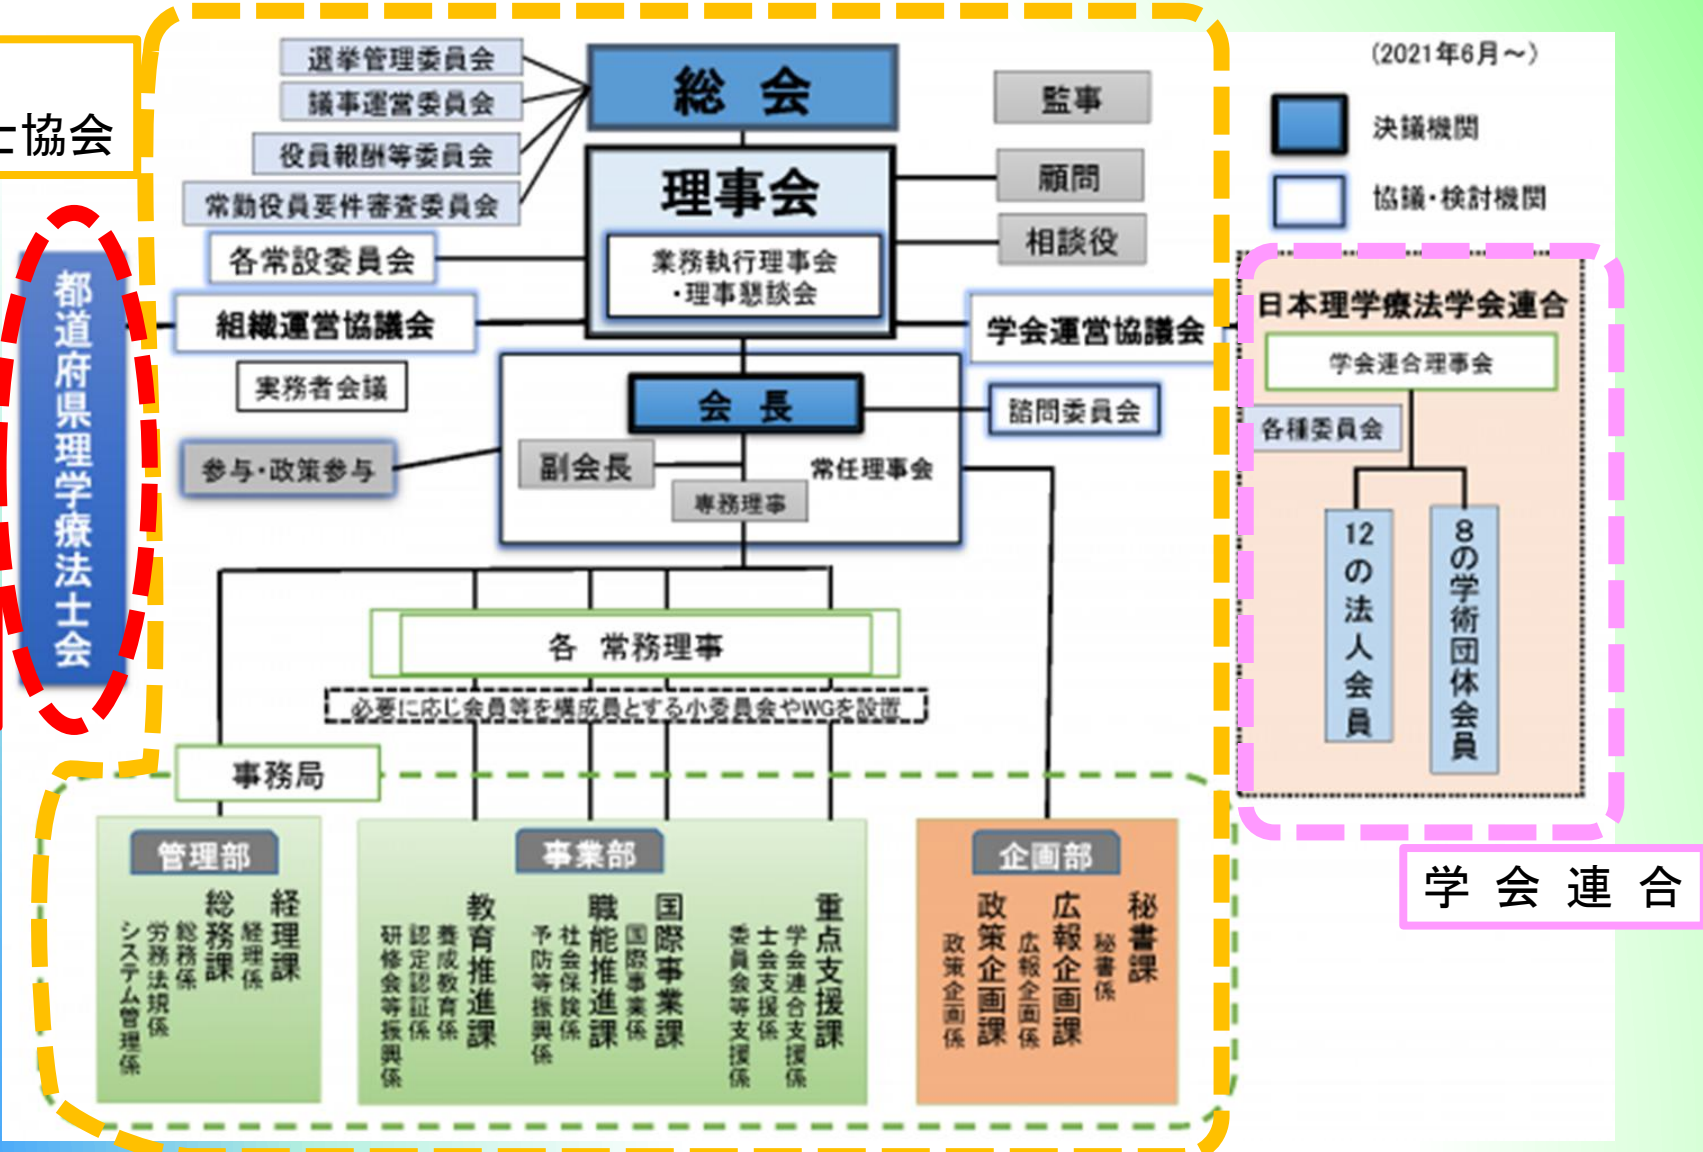 士協会
都道府県理学療法士会
選挙管理委員会
議事運営委員会
役員報酬等委員会
常勤役員要件審査委員会
各常設委員会
組織運営協議会
実務者会議
参与・政策参与
総 会
理事会
業務執行理事会
・理事懇談会
監事
顧問
相談役
学会運営協議会
諮問委員会
会 長
副会長
専務理事
常任理事会
(2021年6月～)
決議機関
協議・検討機関
日本理学療法学会連合
学会連合理事会
各種委員会
12の法人会員
8の学術団体会員
学 会 連 合
各 常務理事
必要に応じ会員等を構成員とする小委員会やWGを設置
事務局
管理部
経理課
経理係
総務課
総務係
労務法規係
システム管理係
事業部
教育推進課
養成教育係
認定認証係
研修会等振興係
職能推進課
社会保険係
予防等振興係
国際事業課
国際事業係
重点支援課
学会連合支援係
士会支援係
委員会等支援係
企画部
秘書課
秘書係
広報企画課
広報企画係
政策企画課
政策企画係